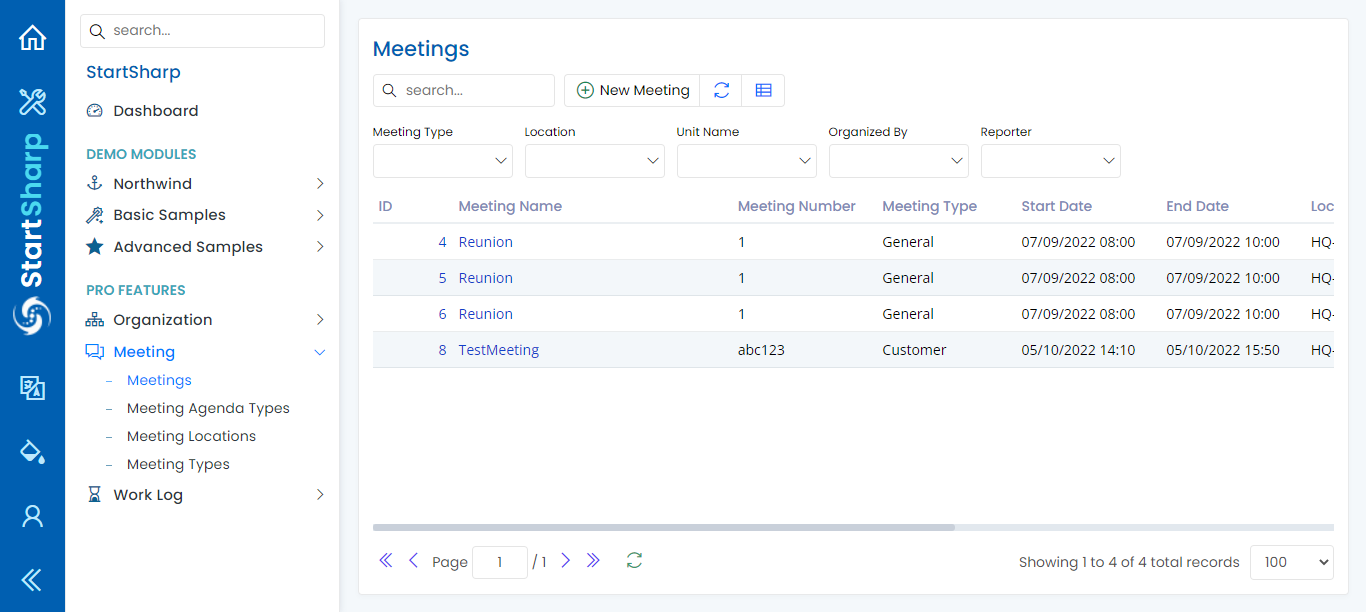 StartSharp
search...
StartSharp
Dashboard
DEMO MODULES
Northwind
Basic Samples
Advanced Samples
PRO FEATURES
Organization
Meeting
– Meetings
– Meeting Agenda Types
– Meeting Locations
– Meeting Types
Work Log
Meetings
search... New Meeting
Meeting Type Location Unit Name Organized By Reporter
ID Meeting Name Meeting Number Meeting Type Start Date End Date Loc
4 Reunion 1 General 07/09/2022 08:00 07/09/2022 10:00 HQ-
5 Reunion 1 General 07/09/2022 08:00 07/09/2022 10:00 HQ-
6 Reunion 1 General 07/09/2022 08:00 07/09/2022 10:00 HQ-
8 TestMeeting abc123 Customer 05/10/2022 14:10 05/10/2022 15:50 HQ-
Page 1 / 1 Showing 1 to 4 of 4 total records 100